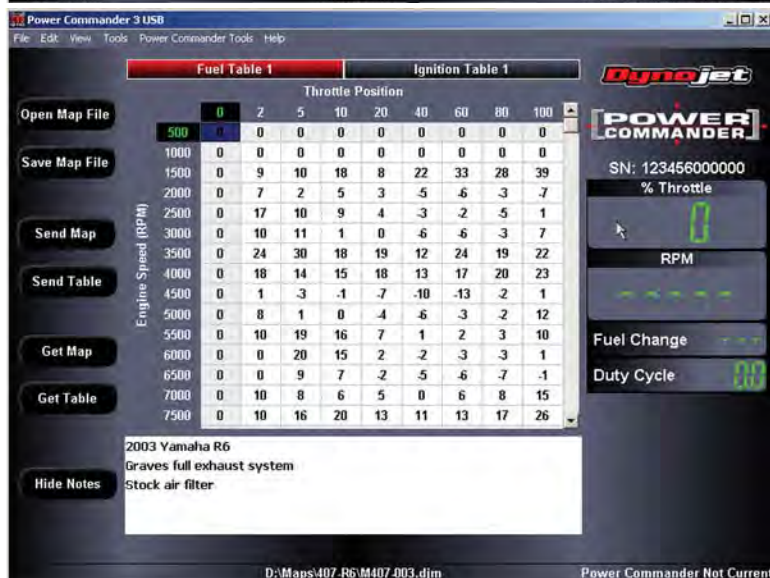 Power Commander 3 USB
File Edit View Tools Power Commander Tools Help
Fuel Table 1 Ignition Table 1
Throttle Position
0 2 5 10 20 40 60 80 100
500 0 0 0 0 0 0 0 0 0
1000 0 0 0 0 0 0 0 0 0
1500 0 9 10 18 8 22 33 28 39
2000 0 7 2 5 3 -5 -6 -3 -7
2500 0 17 10 9 4 -3 -2 -5 1
3000 0 10 11 1 0 -6 -6 -3 7
3500 0 24 30 18 19 12 24 19 22
4000 0 18 14 15 18 13 17 20 23
4500 0 1 -3 -1 -7 -10 -13 -2 1
5000 0 8 1 0 -4 -6 -3 -2 12
5500 0 10 19 16 7 1 2 3 10
6000 0 0 20 15 2 -2 -3 -3 1
6500 0 0 9 7 -2 -5 -6 -7 -1
7000 0 10 8 6 5 0 6 8 15
7500 0 10 16 20 13 11 13 17 26
Engine Speed (RPM)
Open Map File
Save Map File
Send Map
Send Table
Get Map
Get Table
Hide Notes
2003 Yamaha R6
Graves full exhaust system
Stock air filter
Dynojet
POWER
COMMANDER
SN: 123456000000
% Throttle
0
RPM
- - - - -
Fuel Change - - -
Duty Cycle 0.0
D:\Maps\407-R6\M407-003.djm
Power Commander Not Current